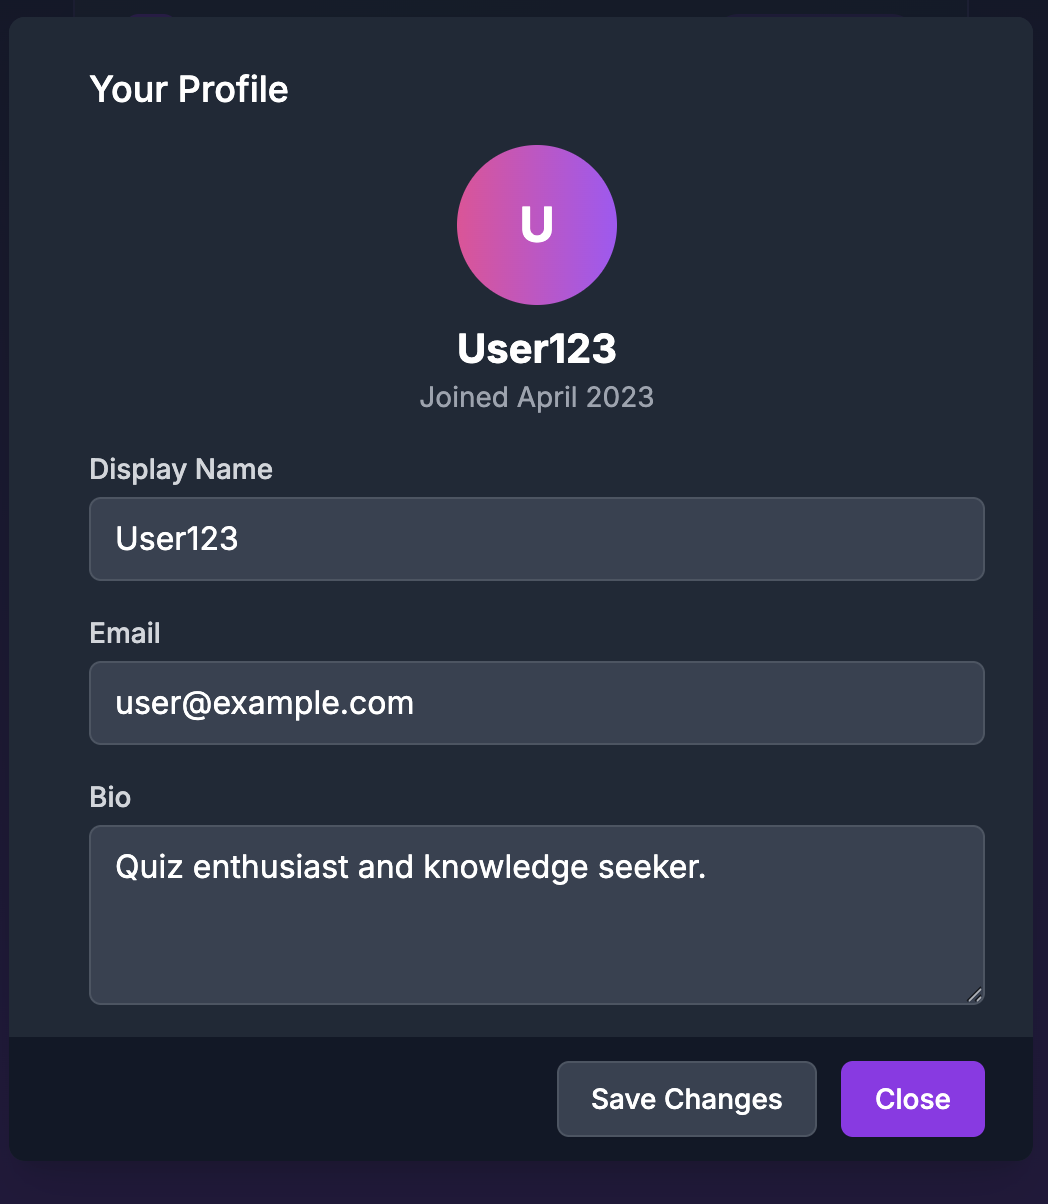 Your Profile
U
User123
Joined April 2023
Display Name
User123
Email
user@example.com
Bio
Quiz enthusiast and knowledge seeker.
Save Changes
Close